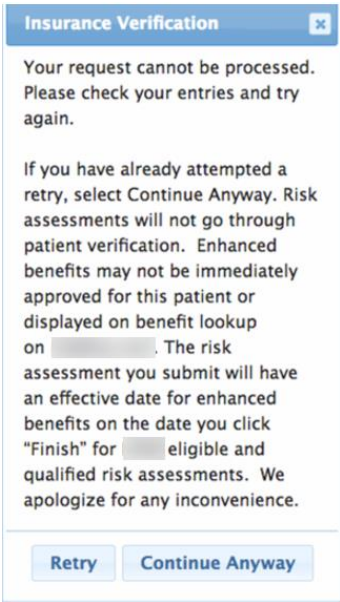 Insurance Verification
Your request cannot be processed.
Please check your entries and try
again.
If you have already attempted a
retry, select Continue Anyway. Risk
assessments will not go through
patient verification.  Enhanced
benefits may not be immediately
approved for this patient or
displayed on benefit lookup
on . The risk
assessment you submit will have
an effective date for enhanced
benefits on the date you click
“Finish” for eligible and
qualified risk assessments.  We
apologize for any inconvenience.
Retry Continue Anyway